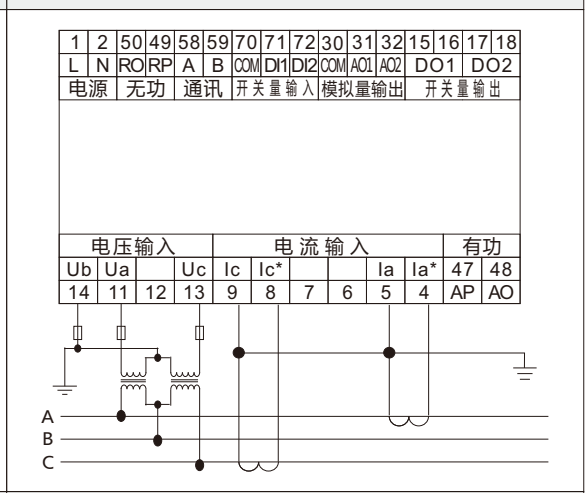 1 2 50 49 58 59 70 71 72 30 31 32 15 16 17 18
L N RO RP A B COM DI1 DI2 COM AO1 AO2 DO1 DO2
电源 无功 通讯 开关量输入 模拟量输出 开关量输出
电压输入 电流输入 有功
Ub Ua Uc Ic Ic* Ia Ia* 47 48
14 11 12 13 9 8 7 6 5 4 AP AO
A
B
C